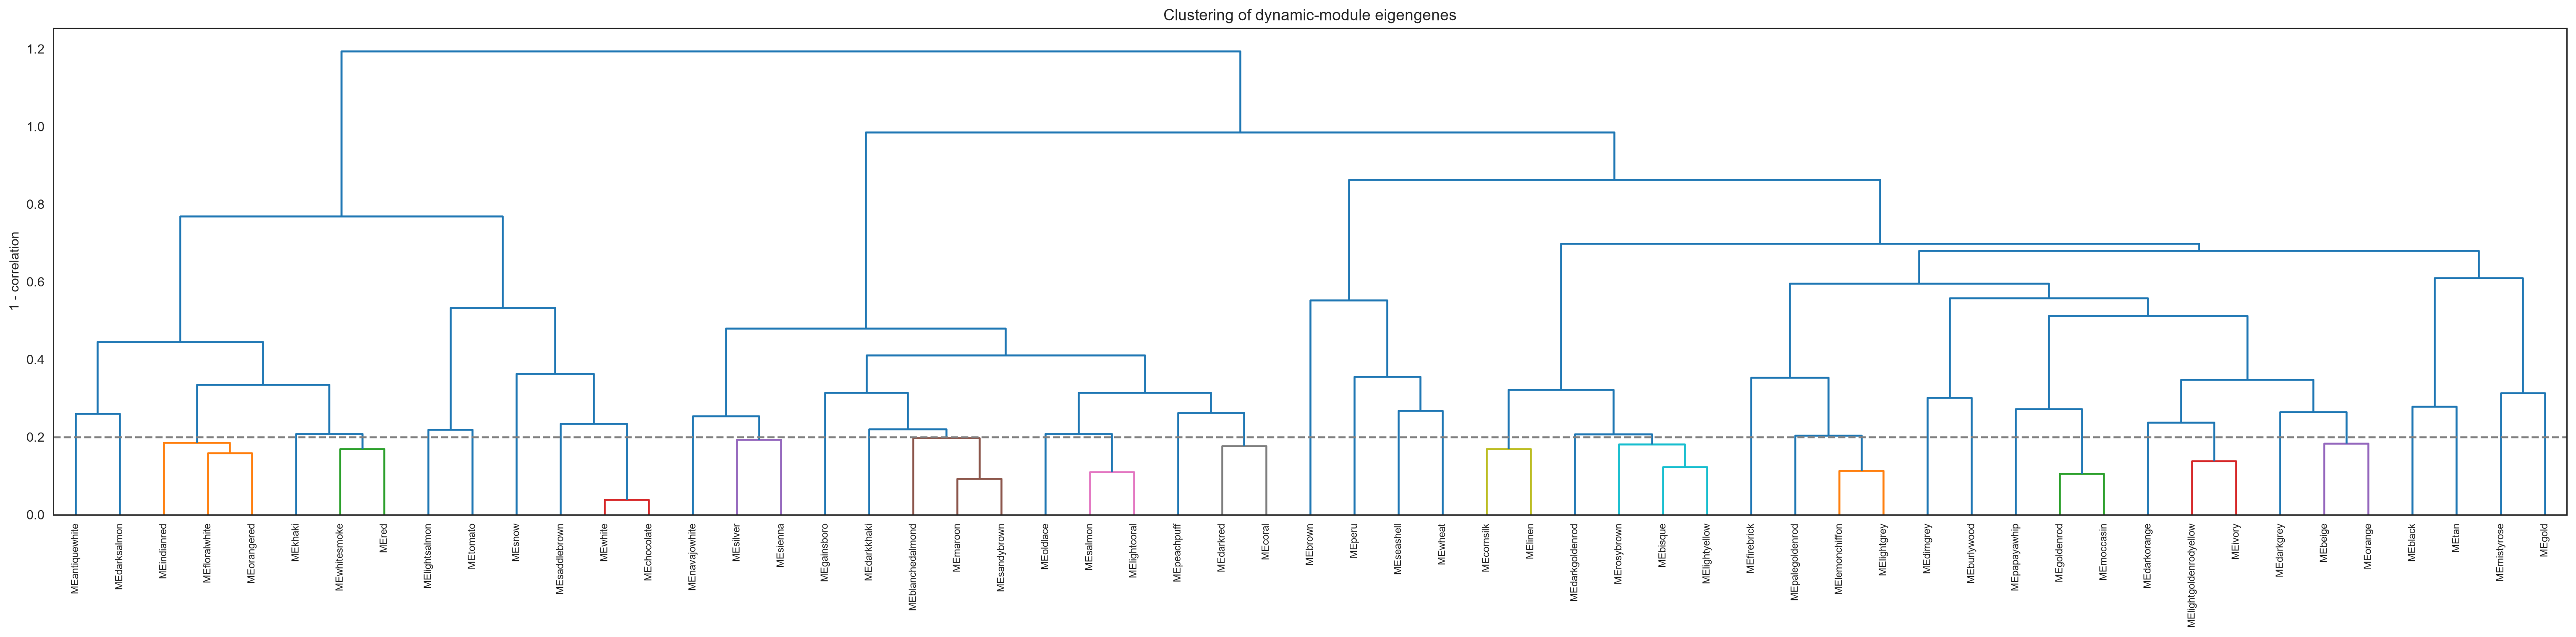 Clustering of dynamic-module eigengenes
1 - correlation
1.2
1.0
0.8
0.6
0.4
0.2
0.0
MEantiquewhite
MEdarksalmon
MEindianred
MEfloralwhite
MEorangered
MEkhaki
MEwhitesmoke
MEred
MElightsalmon
MEtomato
MEsnow
MEsaddlebrown
MEwhite
MEchocolate
MEnavajowhite
MEsilver
MEsienna
MEgainsboro
MEdarkkhaki
MEblanchedalmond
MEmaroon
MEsandybrown
MEoldlace
MEsalmon
MElightcoral
MEpeachpuff
MEdarkred
MEcoral
MEbrown
MEperu
MEseashell
MEwheat
MEcornsilk
MElinen
MEdarkgoldenrod
MErosybrown
MEbisque
MElightyellow
MEfirebrick
MEpalegoldenrod
MElemonchiffon
MElightgrey
MEdimgrey
MEburlywood
MEpapayawhip
MEgoldenrod
MEmoccasin
MEdarkorange
MElightgoldenrodyellow
MEivory
MEdarkgrey
MEbeige
MEorange
MEblack
MEtan
MEmistyrose
MEgold